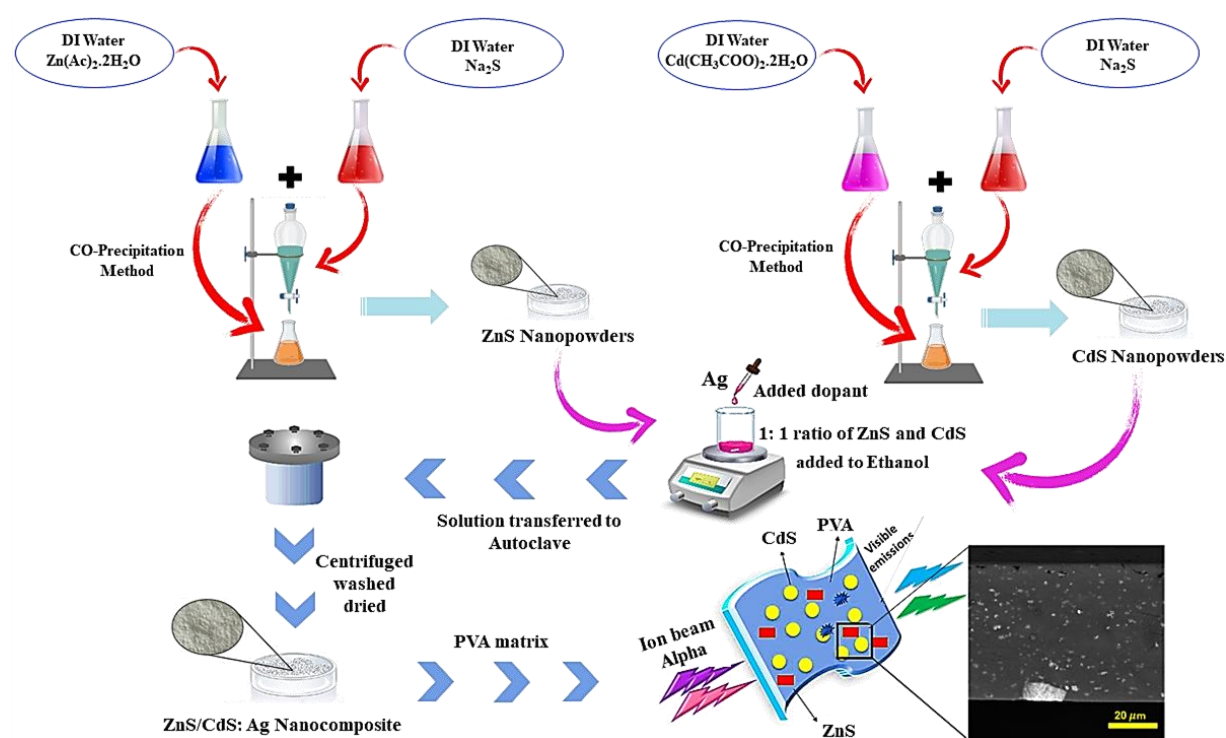 DI Water
Zn(Ac)₂.2H₂O
DI Water
Na₂S
DI Water
Cd(CH₃COO)₂.2H₂O
DI Water
Na₂S
+
+
CO-Precipitation
Method
CO-Precipitation
Method
ZnS Nanopowders
CdS Nanopowders
Ag
Added dopant
1: 1 ratio of ZnS and CdS
added to Ethanol
Solution transferred to
Autoclave
Centrifuged
washed
dried
PVA matrix
ZnS/CdS: Ag Nanocomposite
CdS
PVA
Visible
emissions
Ion beam
Alpha
ZnS
20 μm